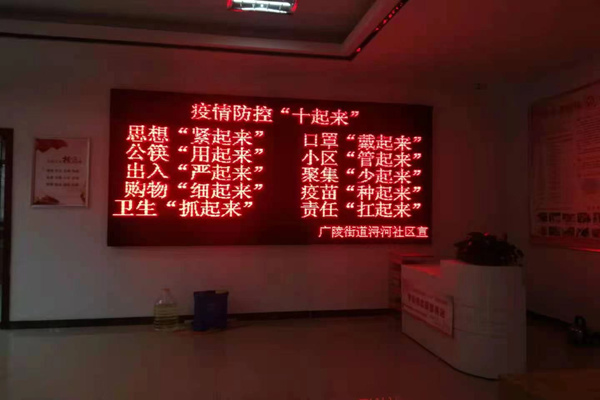 疫情防控“十起来”
思想“紧起来”
公筷“用起来”
出入“严起来”
购物“细起来”
卫生“抓起来”
口罩“戴起来”
小区“管起来”
聚集“少起来”
疫苗“种起来”
责任“扛起来”
广陵街道浔河社区宣